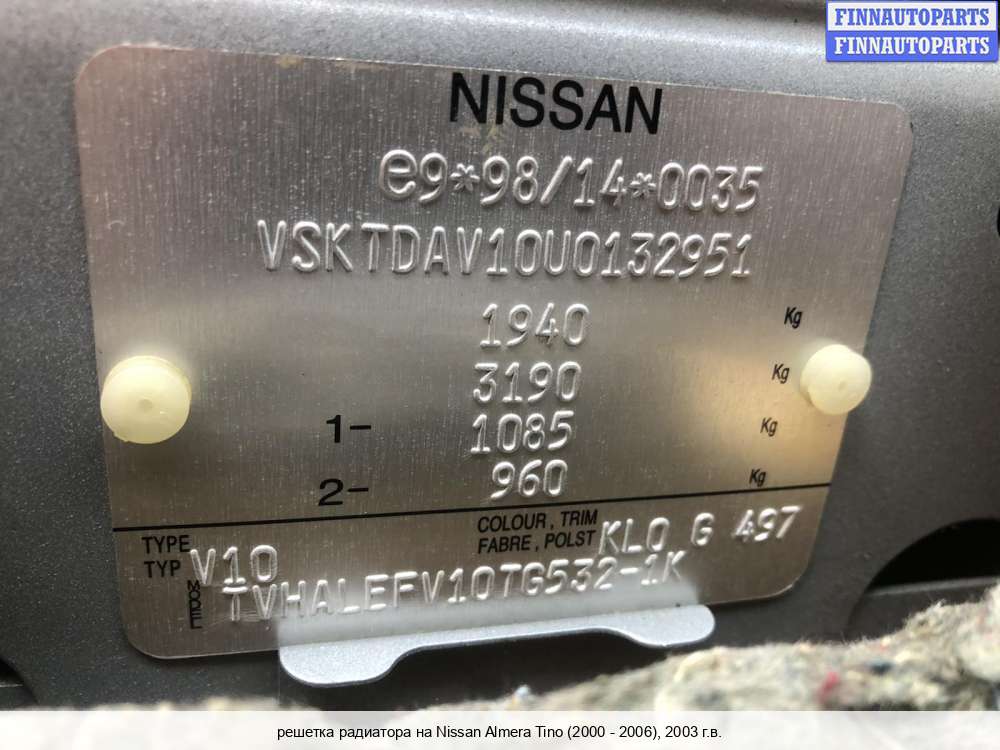 FINNAUTOPARTS
FINNAUTOPARTS
NISSAN
e9*98/14*0035
VSKTDAV10U0132951
1940 Kg
3190 Kg
1- 1085 Kg
2- 960 Kg
TYPE
TYP V10
COLOUR, TRIM
FABRE, POLST KL0 G 497
MODEL TVHALEFV10TG532-1K
решетка радиатора на Nissan Almera Tino (2000 - 2006), 2003 г.в.